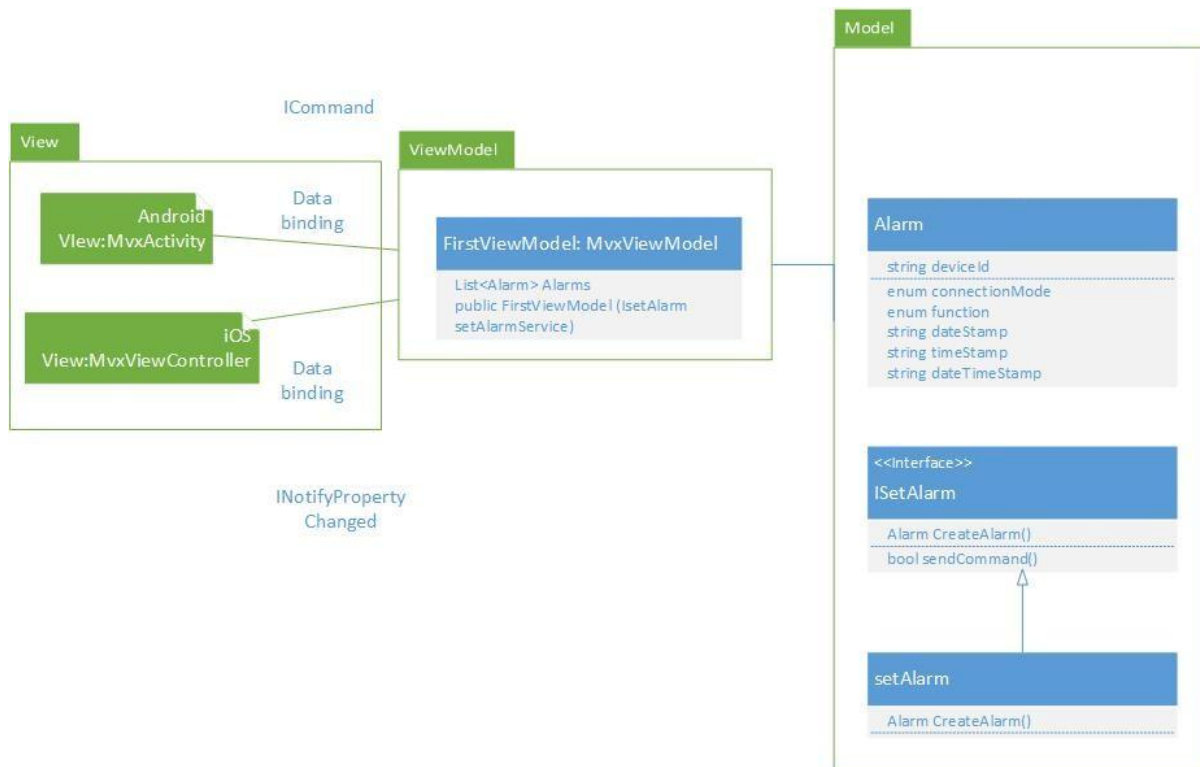 Model
ICommand
View
ViewModel
Android
VIew:MvxActivity
Data
binding
FirstViewModel: MvxViewModel
List<Alarm> Alarms
public FirstViewModel (IsetAlarm
setAlarmService)
iOS
View:MvxViewController
Data
binding
INotifyProperty
Changed
Alarm
string deviceId
enum connectionMode
enum function
string dateStamp
string timeStamp
string dateTimeStamp
<<Interface>>
ISetAlarm
Alarm CreateAlarm()
bool sendCommand()
setAlarm
Alarm CreateAlarm()